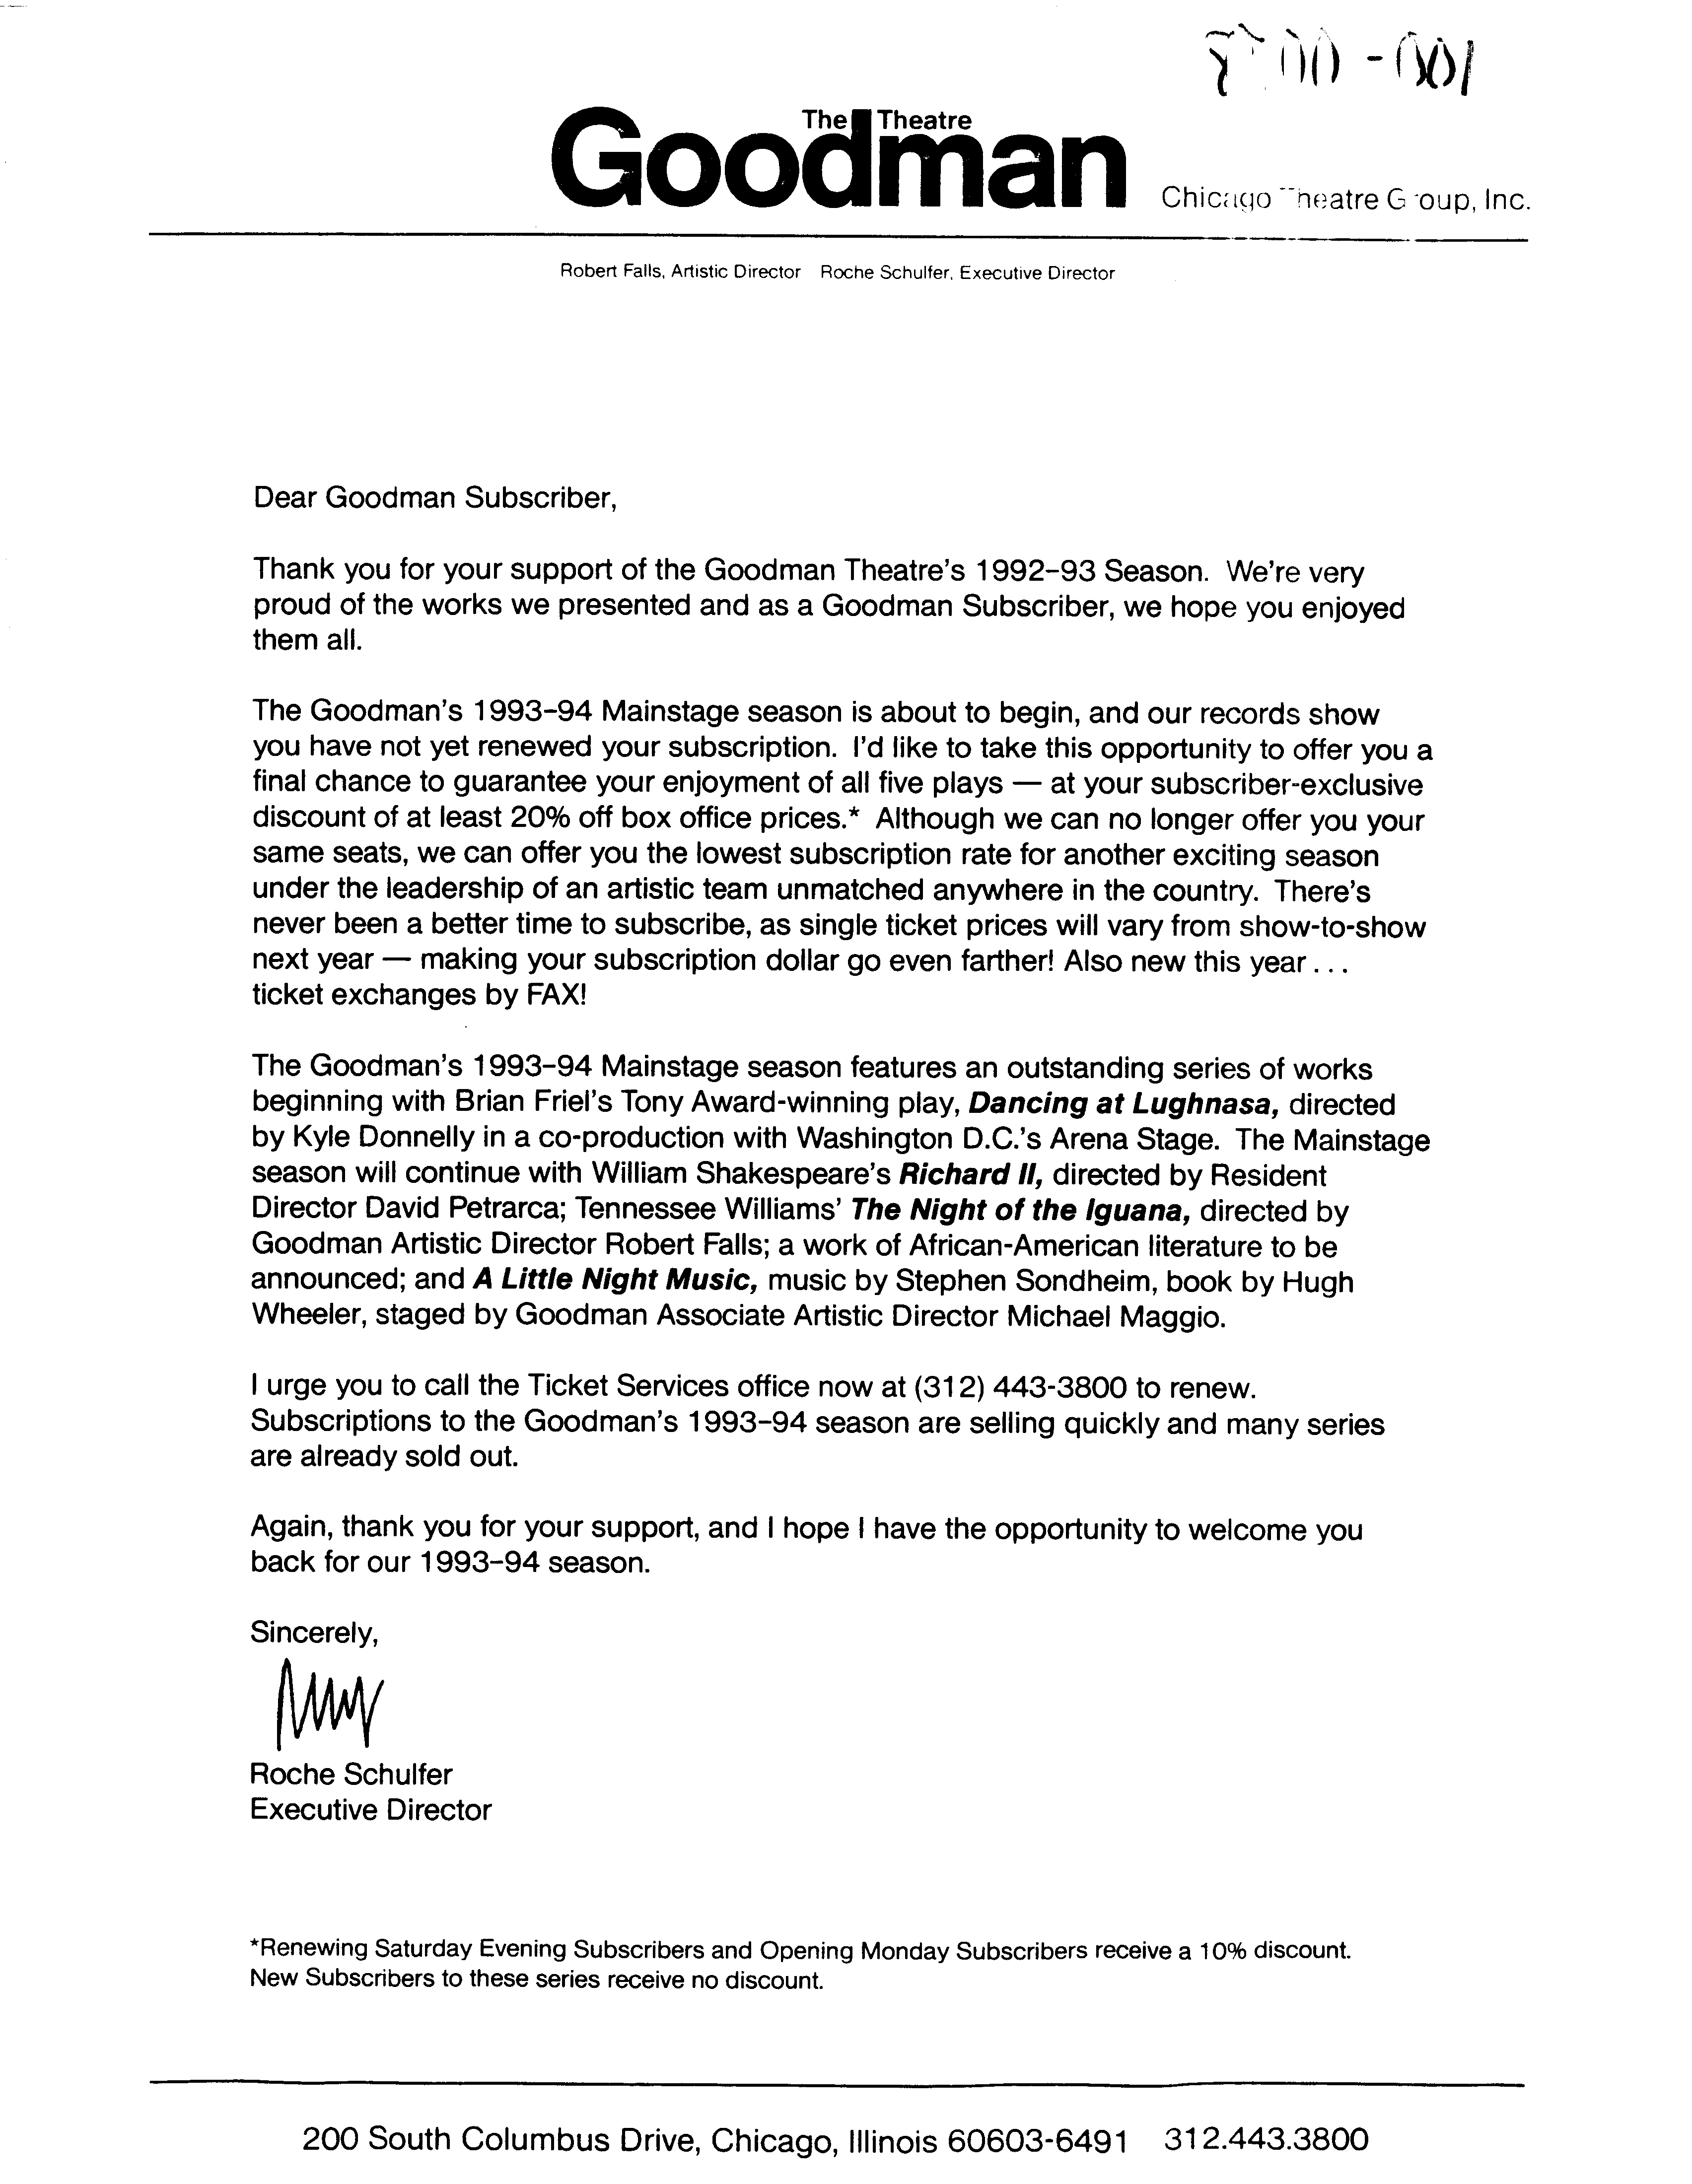 The Theatre
Goodman
Chicago Theatre Group, Inc.
Robert Falls, Artistic Director Roche Schulfer, Executive Director
Dear Goodman Subscriber,
Thank you for your support of the Goodman Theatre's 1992–93 Season. We're very
proud of the works we presented and as a Goodman Subscriber, we hope you enjoyed
them all.
The Goodman's 1993–94 Mainstage season is about to begin, and our records show
you have not yet renewed your subscription. I'd like to take this opportunity to offer you a
final chance to guarantee your enjoyment of all five plays — at your subscriber-exclusive
discount of at least 20% off box office prices.* Although we can no longer offer you your
same seats, we can offer you the lowest subscription rate for another exciting season
under the leadership of an artistic team unmatched anywhere in the country. There's
never been a better time to subscribe, as single ticket prices will vary from show-to-show
next year — making your subscription dollar go even farther! Also new this year . . .
ticket exchanges by FAX!
The Goodman's 1993–94 Mainstage season features an outstanding series of works
beginning with Brian Friel's Tony Award-winning play, Dancing at Lughnasa, directed
by Kyle Donnelly in a co-production with Washington D.C.'s Arena Stage. The Mainstage
season will continue with William Shakespeare's Richard II, directed by Resident
Director David Petrarca; Tennessee Williams' The Night of the Iguana, directed by
Goodman Artistic Director Robert Falls; a work of African-American literature to be
announced; and A Little Night Music, music by Stephen Sondheim, book by Hugh
Wheeler, staged by Goodman Associate Artistic Director Michael Maggio.
I urge you to call the Ticket Services office now at (312) 443-3800 to renew.
Subscriptions to the Goodman's 1993–94 season are selling quickly and many series
are already sold out.
Again, thank you for your support, and I hope I have the opportunity to welcome you
back for our 1993–94 season.
Sincerely,
Roche Schulfer
Executive Director
*Renewing Saturday Evening Subscribers and Opening Monday Subscribers receive a 10% discount.
New Subscribers to these series receive no discount.
200 South Columbus Drive, Chicago, Illinois 60603-6491 312.443.3800